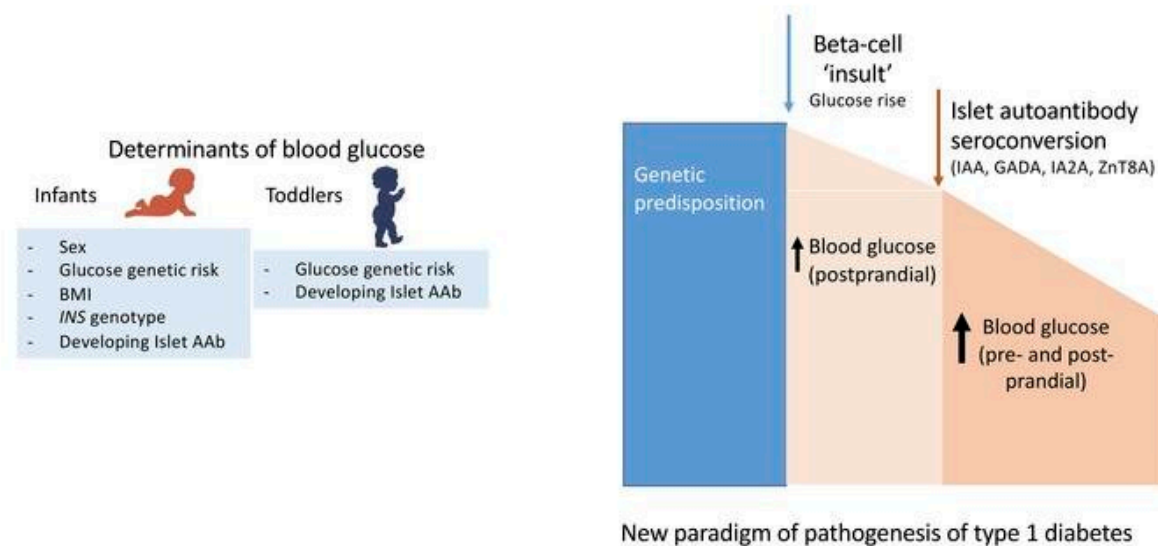 Determinants of blood glucose
Infants
Toddlers
- Sex
- Glucose genetic risk
- BMI
- INS genotype
- Developing Islet AAb
- Glucose genetic risk
- Developing Islet AAb
Beta-cell
‘insult’
Glucose rise
Islet autoantibody
seroconversion
(IAA, GADA, IA2A, ZnT8A)
Genetic
predisposition
Blood glucose
(postprandial)
Blood glucose
(pre- and post-
prandial)
New paradigm of pathogenesis of type 1 diabetes